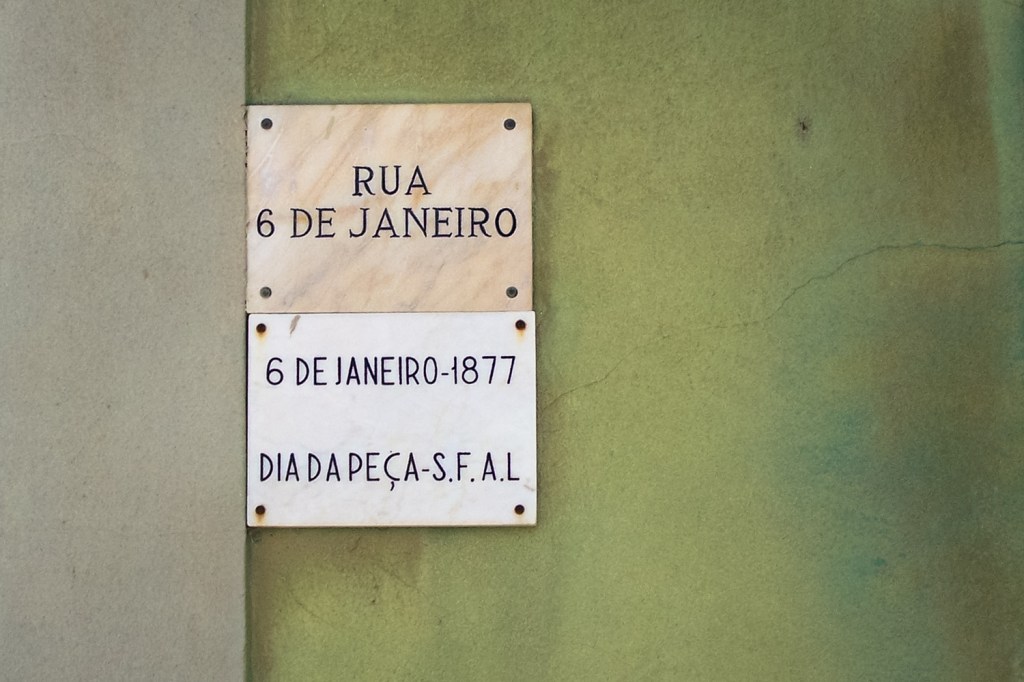 RUA
6 DE JANEIRO
6 DE JANEIRO-1877
DIA DA PEÇA-S.F.A.L